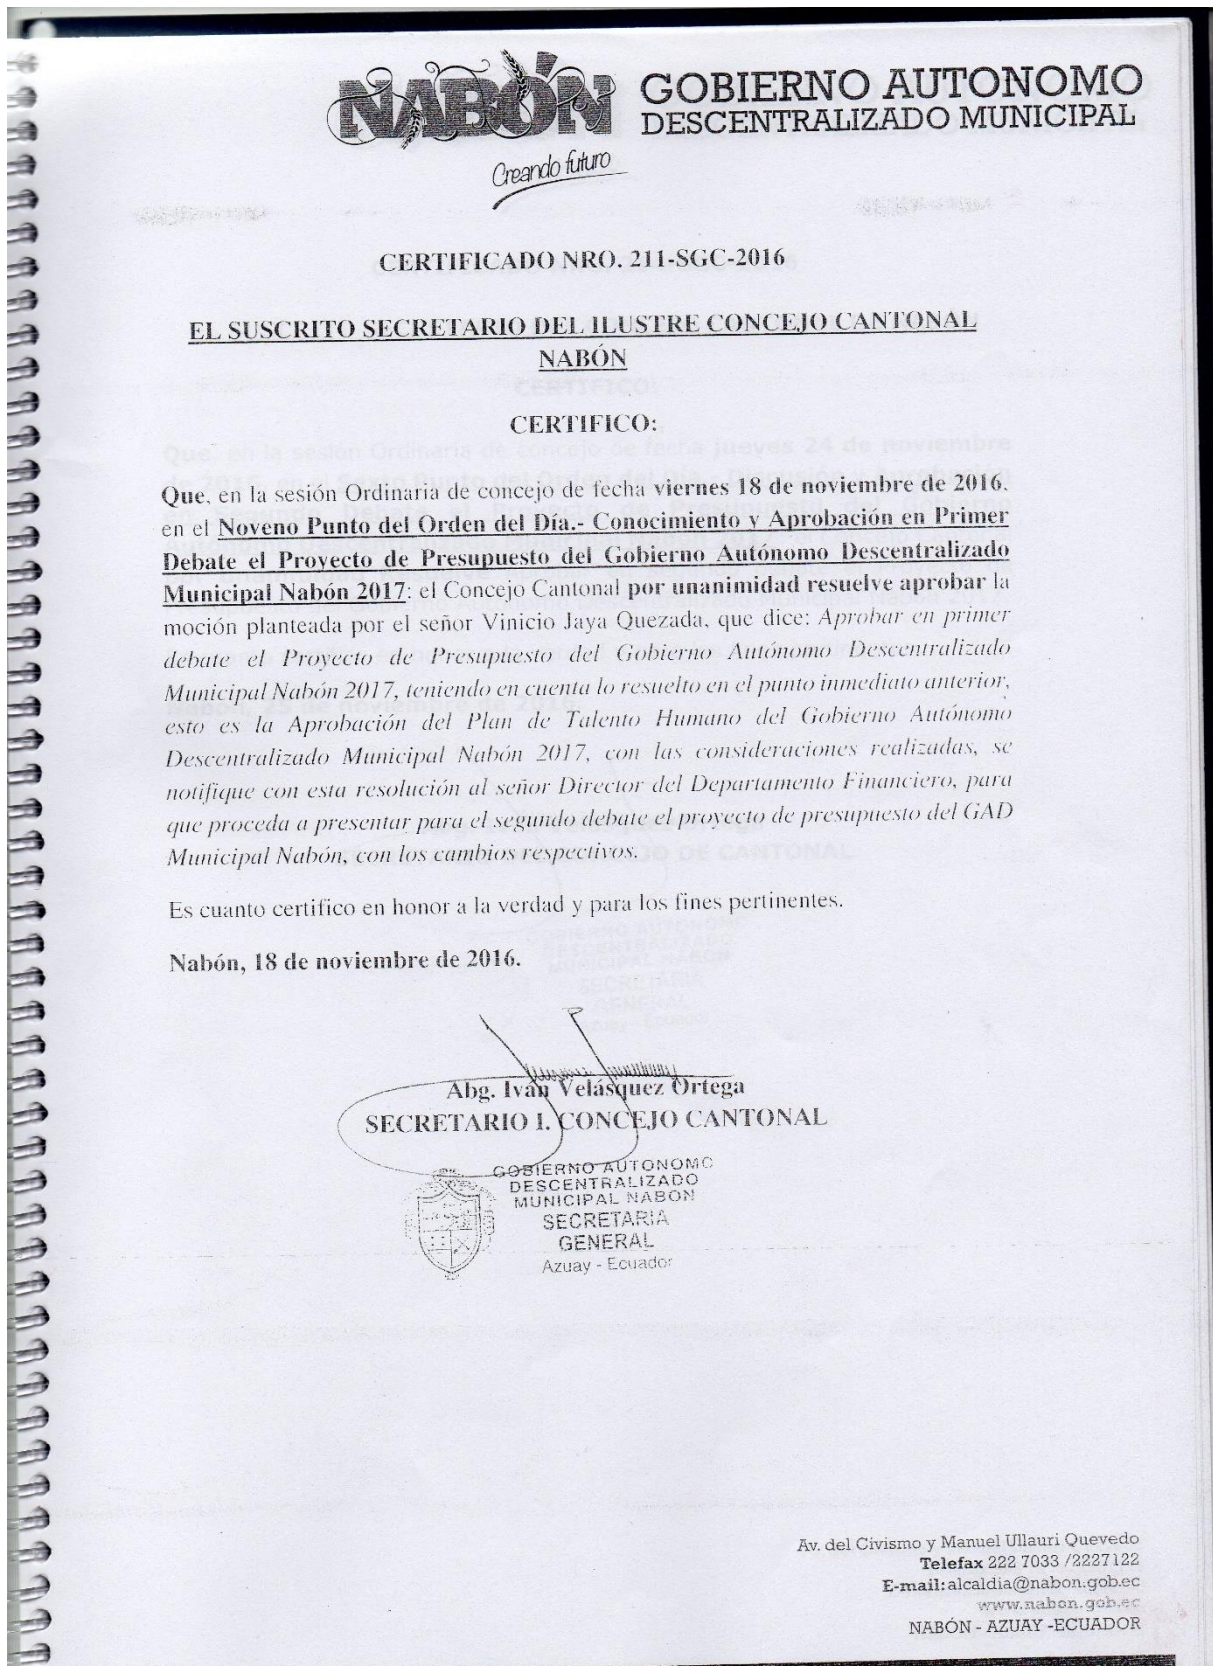 NABÓN
Creando futuro
GOBIERNO AUTONOMO
DESCENTRALIZADO MUNICIPAL
CERTIFICADO NRO. 211-SGC-2016
EL SUSCRITO SECRETARIO DEL ILUSTRE CONCEJO CANTONAL
NABÓN
CERTIFICO:
Que, en la sesión Ordinaria de concejo de fecha viernes 18 de noviembre de 2016,
en el Noveno Punto del Orden del Día.- Conocimiento y Aprobación en Primer
Debate el Proyecto de Presupuesto del Gobierno Autónomo Descentralizado
Municipal Nabón 2017: el Concejo Cantonal por unanimidad resuelve aprobar la
moción planteada por el señor Vinicio Jaya Quezada, que dice: Aprobar en primer
debate el Proyecto de Presupuesto del Gobierno Autónomo Descentralizado
Municipal Nabón 2017, teniendo en cuenta lo resuelto en el punto inmediato anterior,
esto es la Aprobación del Plan de Talento Humano del Gobierno Autónomo
Descentralizado Municipal Nabón 2017, con las consideraciones realizadas, se
notifique con esta resolución al señor Director del Departamento Financiero, para
que proceda a presentar para el segundo debate el proyecto de presupuesto del GAD
Municipal Nabón, con los cambios respectivos.
Es cuanto certifico en honor a la verdad y para los fines pertinentes.
Nabón, 18 de noviembre de 2016.
Abg. Iván Velásquez Ortega
SECRETARIO I. CONCEJO CANTONAL
GOBIERNO AUTONOMO
DESCENTRALIZADO
MUNICIPAL NABON
SECRETARIA
GENERAL
Azuay - Ecuador
Av. del Civismo y Manuel Ullauri Quevedo
Telefax 222 7033 /2227122
E-mail: alcaldia@nabon.gob.ec
www.nabon.gob.ec
NABÓN - AZUAY -ECUADOR